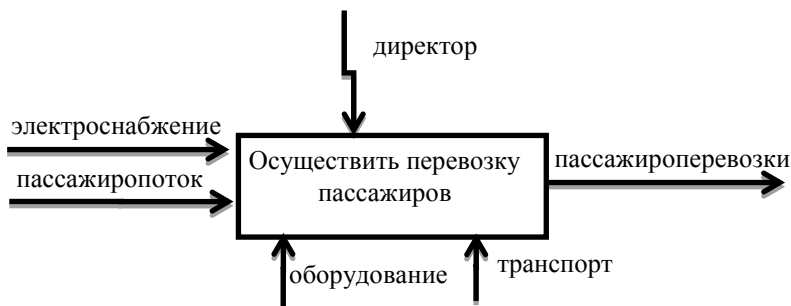 директор
электроснабжение
пассажиропоток
Осуществить перевозку
пассажиров
пассажироперевозки
оборудование
транспорт